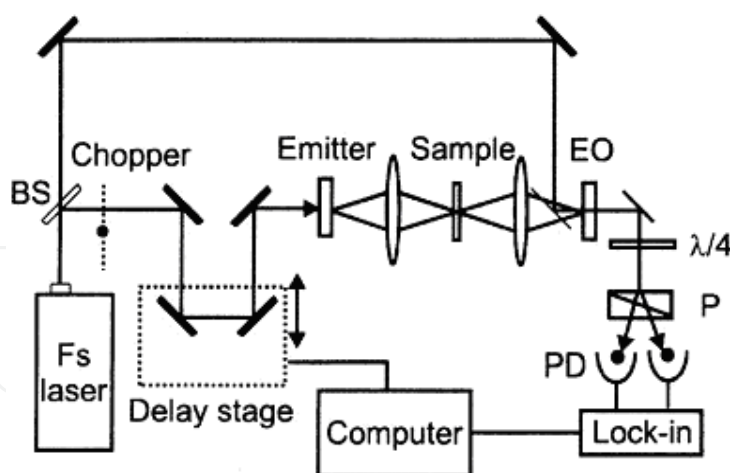 Chopper
Emitter
Sample
EO
BS
λ/4
P
Fs
laser
PD
Delay stage
Computer
Lock-in